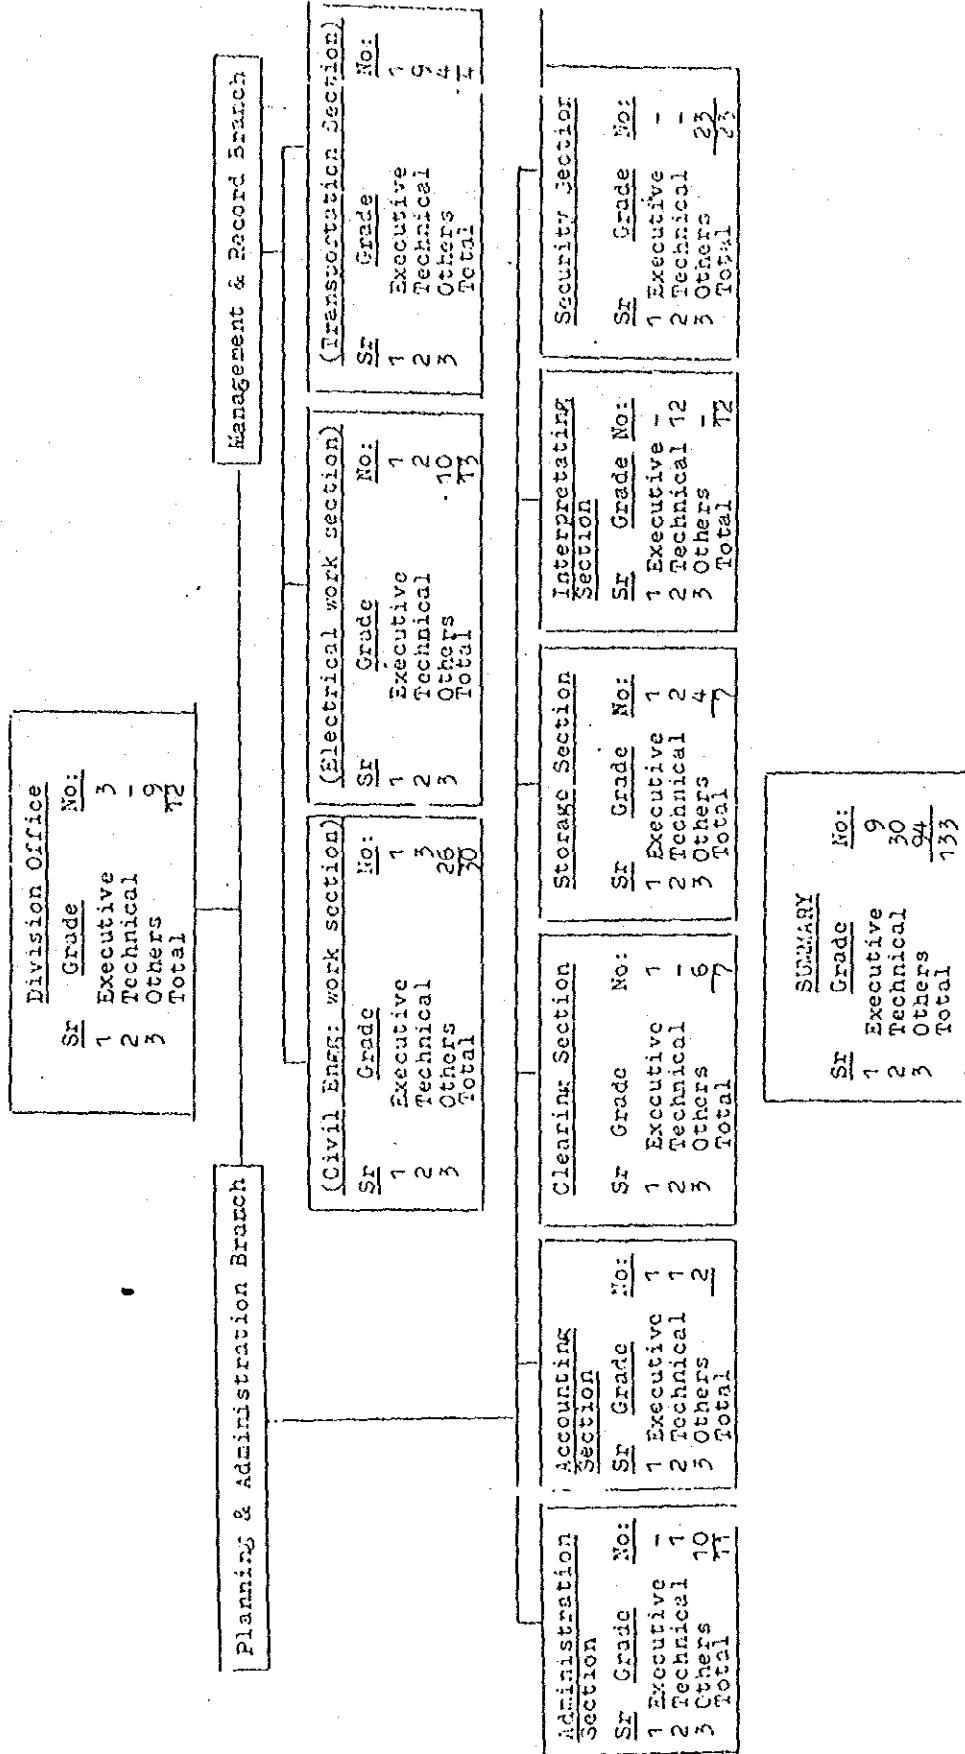 Division Office
Sr Grade No:
1 Executive 3
2 Technical -
3 Others 9
Total 12
Planning & Administration Branch
Management & Record Branch
(Civil Engg: work section)
Sr Grade No:
1 Executive 1
2 Technical 3
3 Others 26
Total 30
(Electrical work section)
Sr Grade No:
1 Executive 1
2 Technical 2
3 Others 10
Total 13
(Transportation Section)
Sr Grade No:
1 Executive 1
2 Technical 9
3 Others 4
Total
Administration
Section
Sr Grade No:
1 Executive -
2 Technical 1
3 Others 10
Total 11
Accounting
Section
Sr Grade No:
1 Executive 1
2 Technical 1
3 Others
Total 2
Clearing Section
Sr Grade No:
1 Executive 1
2 Technical -
3 Others 6
Total 7
Storage Section
Sr Grade No:
1 Executive 1
2 Technical 2
3 Others 4
Total 7
Interpretating
Section
Sr Grade No:
1 Executive -
2 Technical 12
3 Others -
Total 12
Security Section
Sr Grade No:
1 Executive -
2 Technical -
3 Others 23
Total 23
SUMMARY
Sr Grade No:
1 Executive 9
2 Technical 30
3 Others 94
Total 133